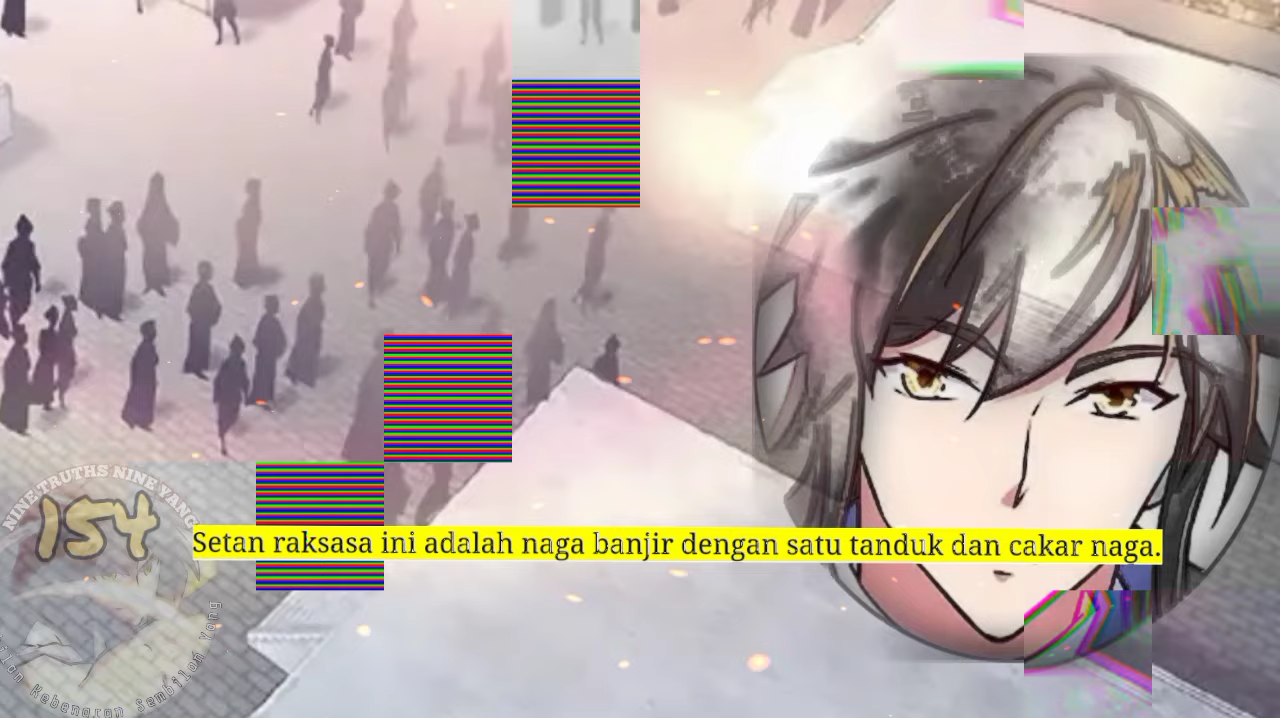 NINE TRUTHS NINE YANG
154
Setan raksasa ini adalah naga banjir dengan satu tanduk dan cakar naga.
Kebenaran Sembilan Yang